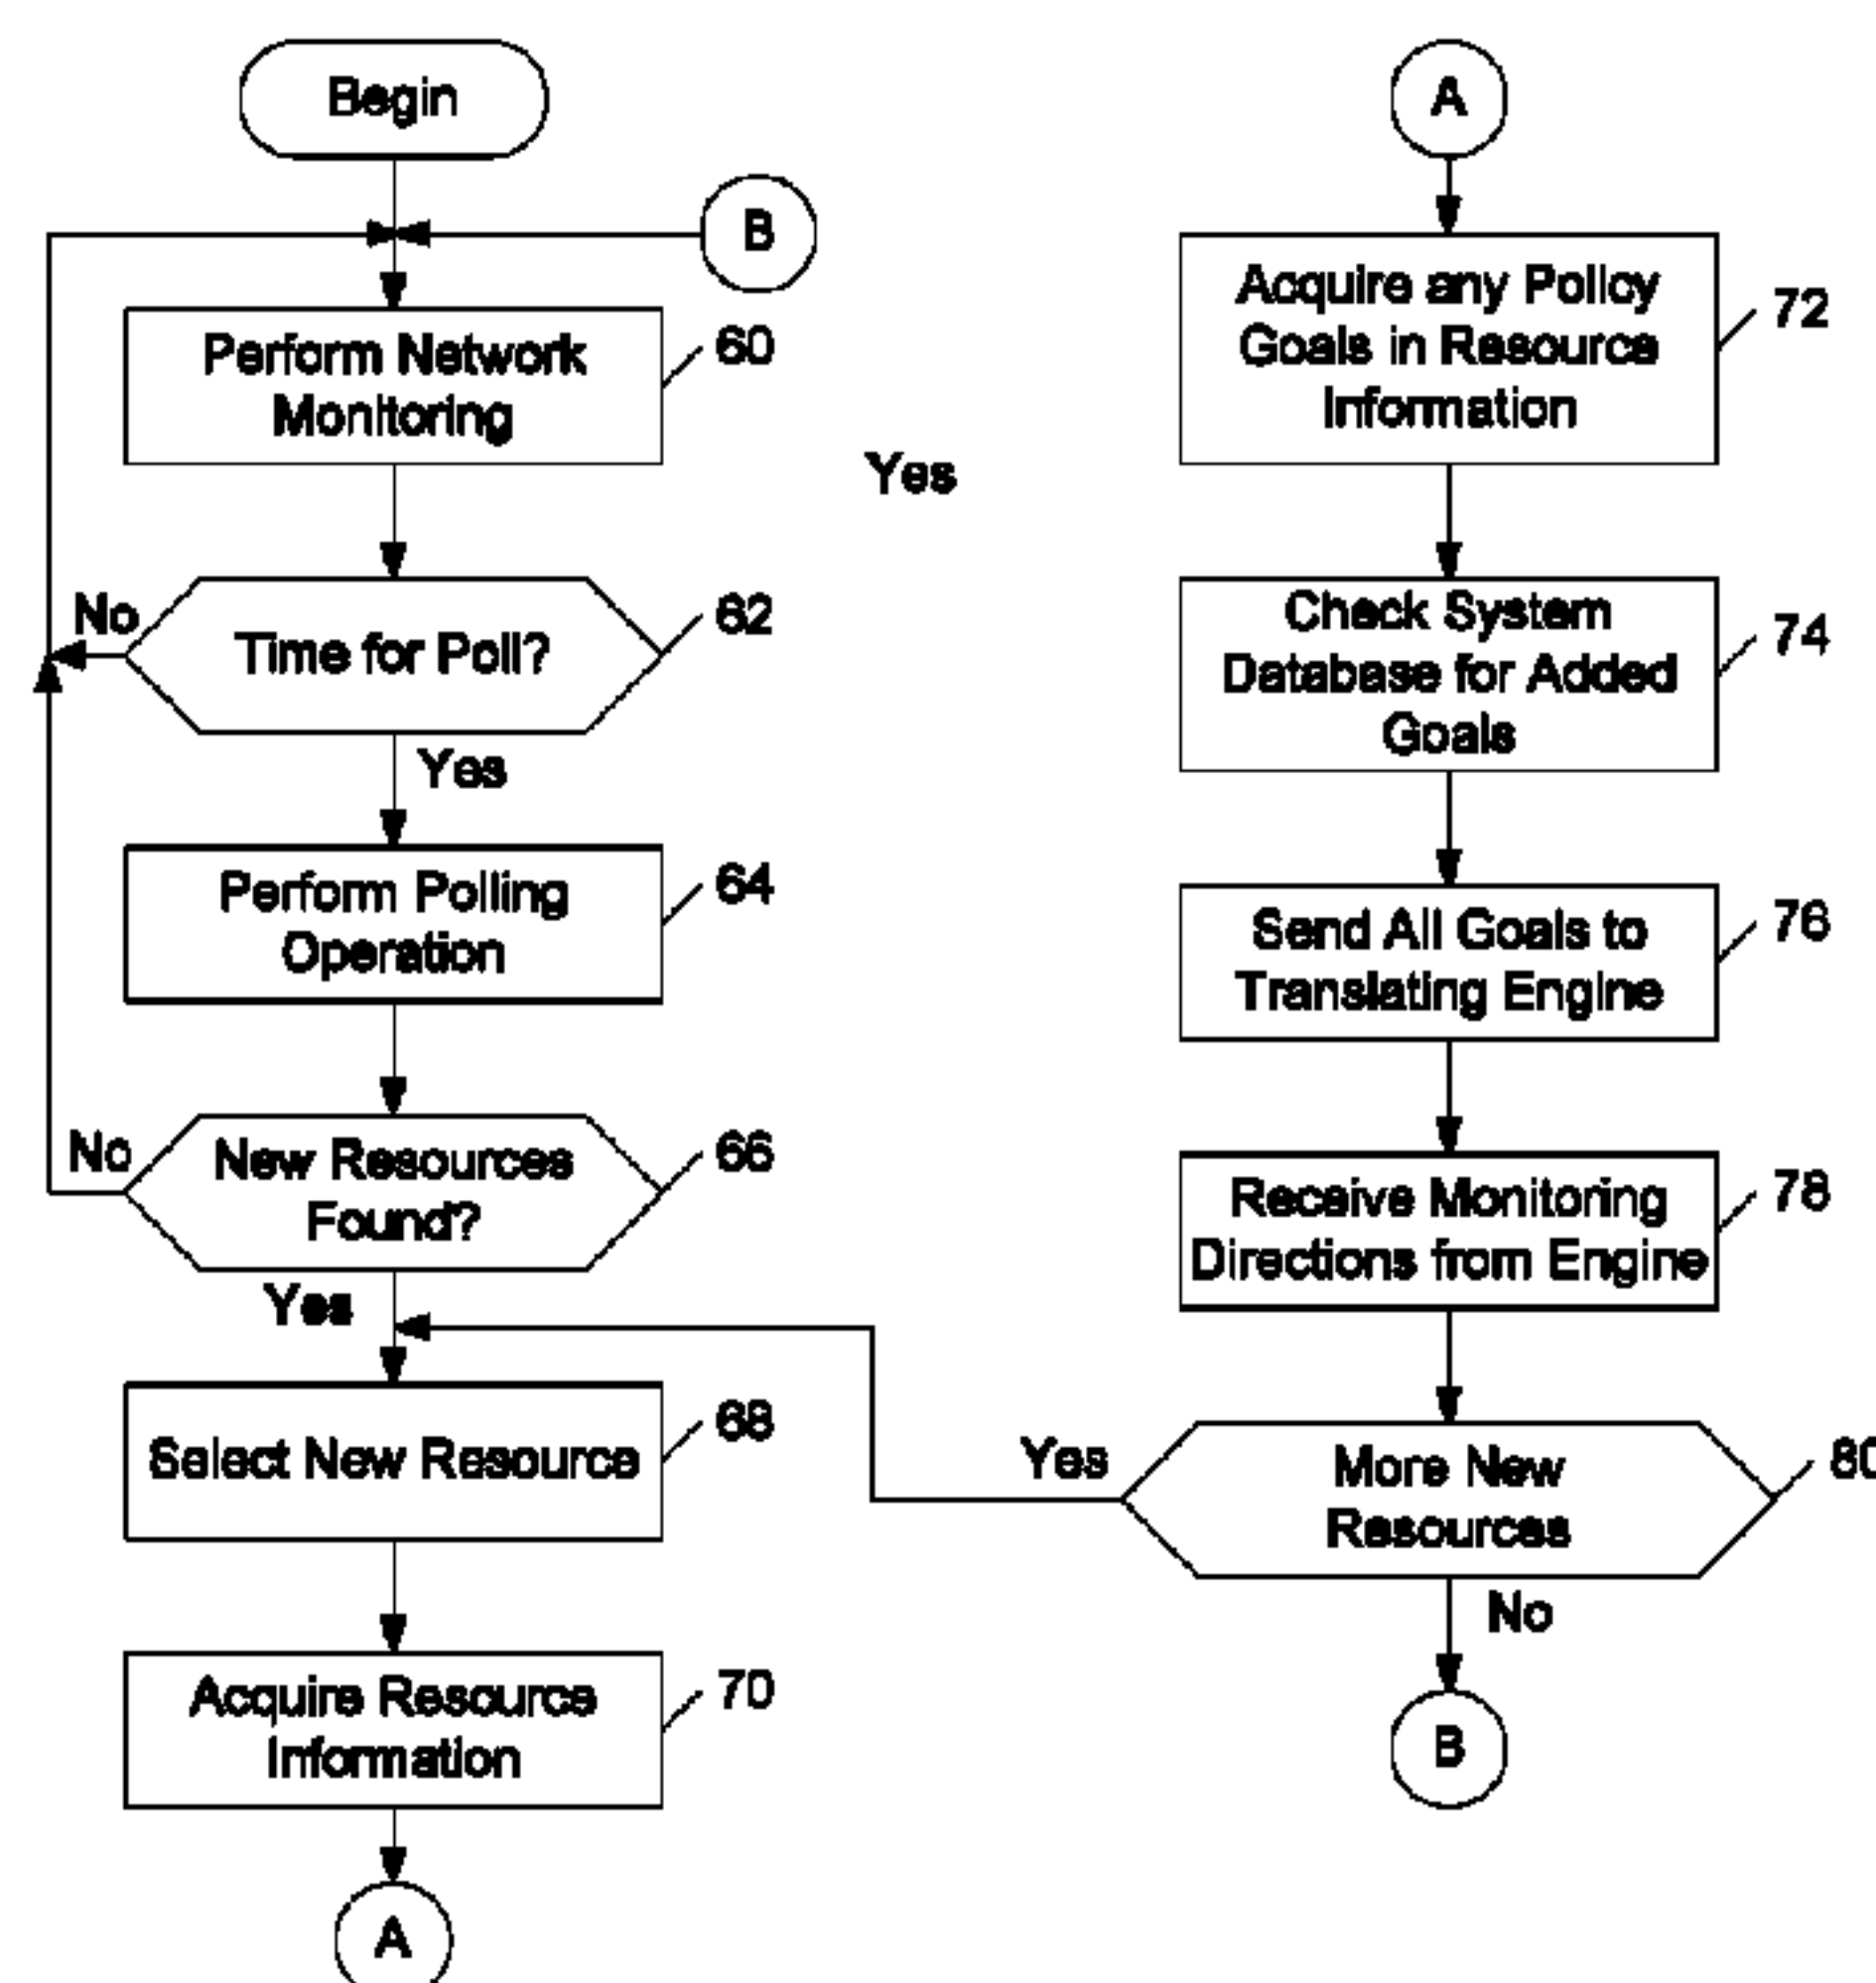 Begin
B
Perform Network
Monitoring
60
Yes
No
Time for Poll?
62
Yes
Perform Polling
Operation
64
No
New Resources
Found?
66
Yes
Select New Resource
68
Acquire Resource
Information
70
A
A
Acquire any Policy
Goals in Resource
Information
72
Check System
Database for Added
Goals
74
Send All Goals to
Translating Engine
76
Receive Monitoring
Directions from Engine
78
Yes
More New
Resources
80
No
B